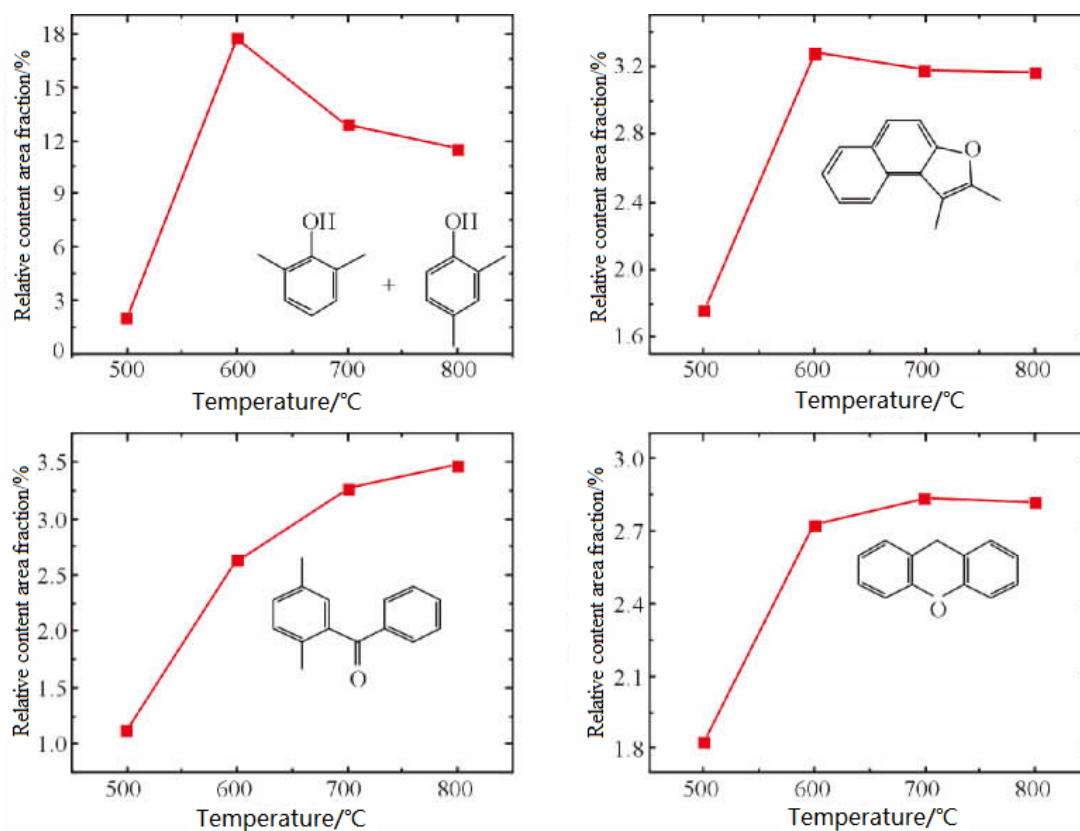 Relative content area fraction/%
18
15
12
9
6
3
0
OH
OH
+
500 600 700 800
Temperature/°C
Relative content area fraction/%
3.2
2.8
2.4
2.0
1.6
O
500 600 700 800
Temperature/°C
Relative content area fraction/%
3.5
3.0
2.5
2.0
1.5
1.0
O
500 600 700 800
Temperature/°C
Relative content area fraction/%
3.0
2.7
2.4
2.1
1.8
O
500 600 700 800
Temperature/°C